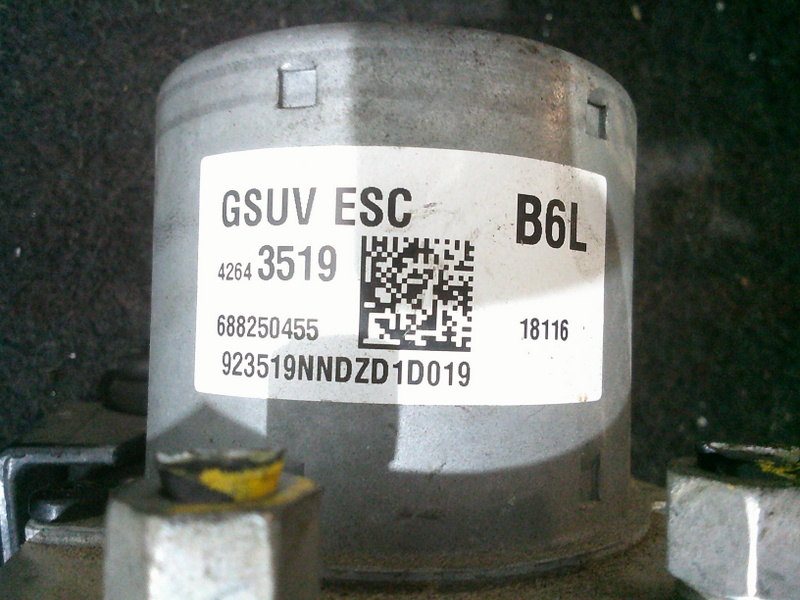 GSUV ESC B6L
4264 3519
688250455 18116
923519NNDZD1D019